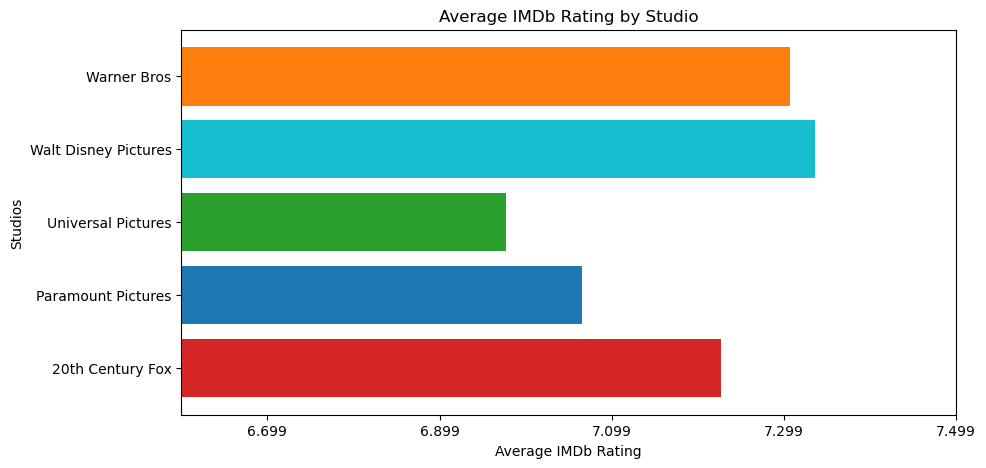 Average IMDb Rating by Studio
Studios
Warner Bros
Walt Disney Pictures
Universal Pictures
Paramount Pictures
20th Century Fox
6.699 6.899 7.099 7.299 7.499
Average IMDb Rating